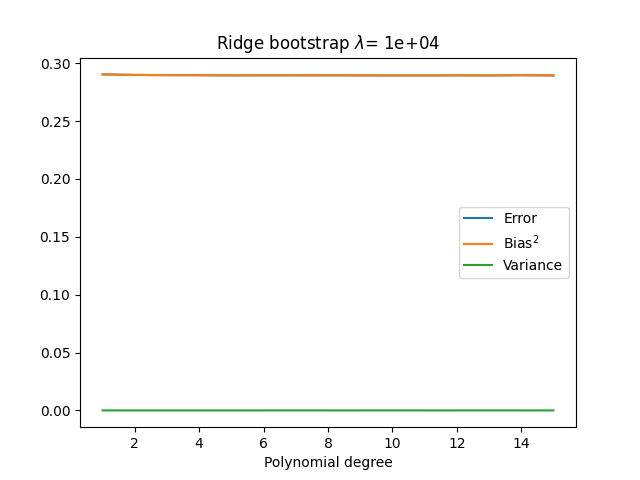 Ridge bootstrap λ= 1e+04
0.30
0.25
0.20
0.15
0.10
0.05
0.00
Error
Bias²
Variance
2 4 6 8 10 12 14
Polynomial degree